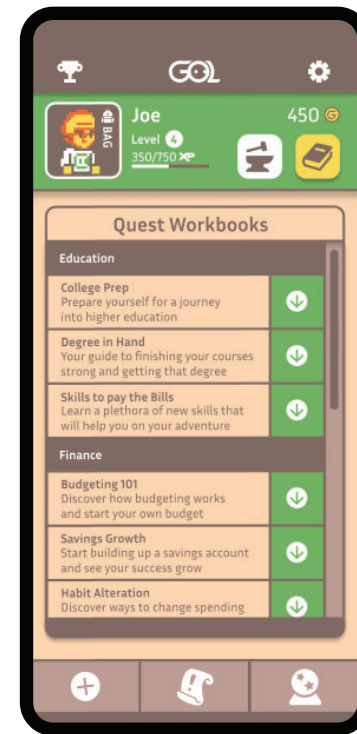 GOL
Joe
450 G
BAG
Level 4
350/750 XP
Quest Workbooks
Education
College Prep
Prepare yourself for a journey
into higher education
Degree in Hand
Your guide to finishing your courses
strong and getting that degree
Skills to pay the Bills
Learn a plethora of new skills that
will help you on your adventure
Finance
Budgeting 101
Discover how budgeting works
and start your own budget
Savings Growth
Start building up a savings account
and see your success grow
Habit Alteration
Discover ways to change spending